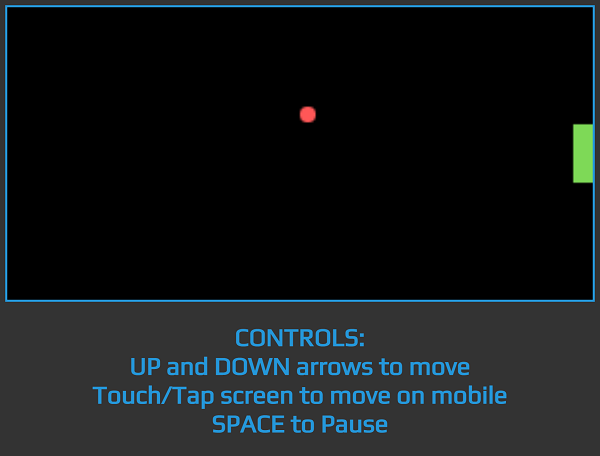 CONTROLS:
UP and DOWN arrows to move
Touch/Tap screen to move on mobile
SPACE to Pause